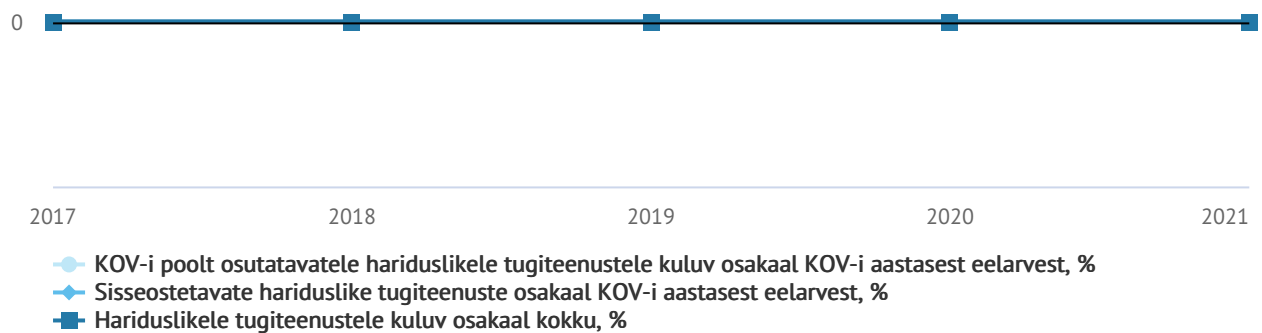 0
2017 2018 2019 2020 2021
KOV-i poolt osutatavatele hariduslikele tugiteenustele kuluv osakaal KOV-i aastasest eelarvest, %
Sisseostetavate hariduslike tugiteenuste osakaal KOV-i aastasest eelarvest, %
Hariduslikele tugiteenustele kuluv osakaal kokku, %